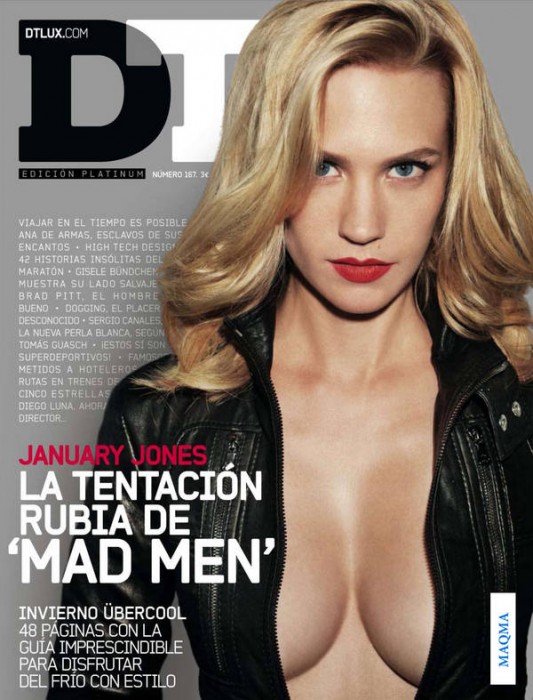 DTLUX.COM
DT
EDICIÓN PLATINUM
NÚMERO 167. 3€
VIAJAR EN EL TIEMPO ES POSIBLE
ANA DE ARMAS, ESCLAVOS DE SUS
ENCANTOS • HIGH TECH DESIGN
42 HISTORIAS INSÓLITAS DEL
MARATÓN • GISELE BÜNDCHEN
MUESTRA SU LADO SALVAJE
BRAD PITT, EL HOMBRE
BUENO • DOGGING, EL PLACER
DESCONOCIDO • SERGIO CANALES,
LA NUEVA PERLA BLANCA, SEGÚN
TOMÁS GUASCH • ¡ESTOS SÍ SON
SUPERDEPORTIVOS! • FAMOSOS
METIDOS A HOTELEROS
RUTAS EN TRENES DE
CINCO ESTRELLAS
DIEGO LUNA, AHORA
DIRECTOR...
JANUARY JONES
LA TENTACIÓN
RUBIA DE
‘MAD MEN’
INVIERNO ÜBERCOOL
48 PÁGINAS CON LA
GUÍA IMPRESCINDIBLE
PARA DISFRUTAR
DEL FRÍO CON ESTILO
MAQMA